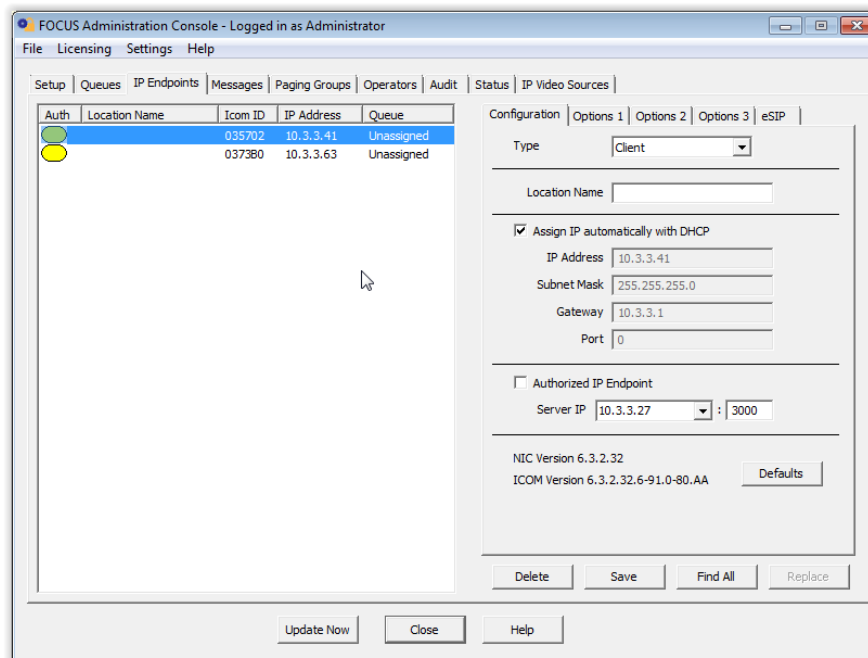 FOCUS Administration Console - Logged in as Administrator
File Licensing Settings Help
Setup Queues IP Endpoints Messages Paging Groups Operators Audit Status IP Video Sources
Auth Location Name Icom ID IP Address Queue
035702 10.3.3.41 Unassigned
0373B0 10.3.3.63 Unassigned
Configuration Options 1 Options 2 Options 3 eSIP
Type Client
Location Name
Assign IP automatically with DHCP
IP Address 10.3.3.41
Subnet Mask 255.255.255.0
Gateway 10.3.3.1
Port 0
Authorized IP Endpoint
Server IP 10.3.3.27 : 3000
NIC Version 6.3.2.32
ICOM Version 6.3.2.32.6-91.0-80.AA
Defaults
Delete Save Find All Replace
Update Now Close Help